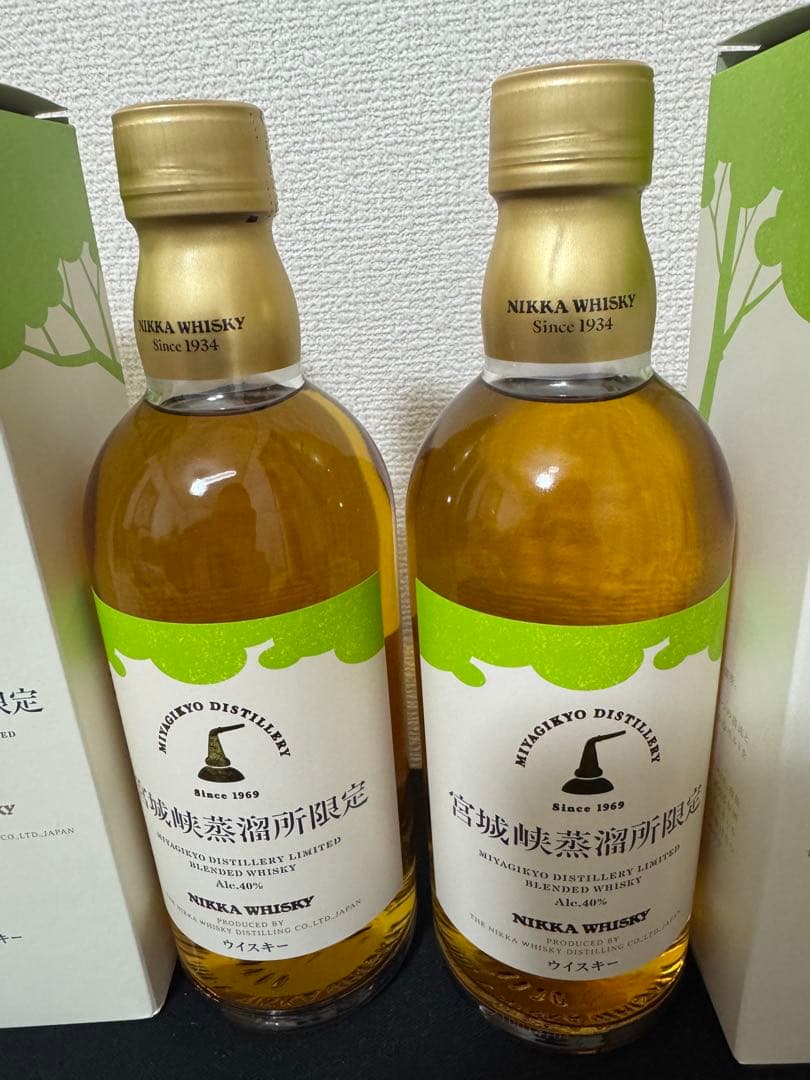 NIKKA WHISKY
Since 1934
MIYAGIKYO DISTILLERY
Since 1969
宮城峡蒸溜所限定
MIYAGIKYO DISTILLERY LIMITED
BLENDED WHISKY
Alc.40%
NIKKA WHISKY
PRODUCED BY
THE NIKKA WHISKY DISTILLING CO.,LTD.,JAPAN
ウイスキー
NIKKA WHISKY
Since 1934
MIYAGIKYO DISTILLERY
Since 1969
宮城峡蒸溜所限定
MIYAGIKYO DISTILLERY LIMITED
BLENDED WHISKY
Alc.40%
NIKKA WHISKY
PRODUCED BY
THE NIKKA WHISKY DISTILLING CO.,LTD.,JAPAN
ウイスキー
限定
CO.,LTD.,JAPAN
キー